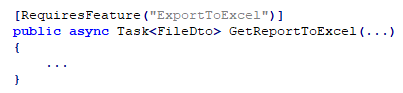 [RequiresFeature("ExportToExcel")]
public async Task<FileDto> GetReportToExcel(...)
{
    ...
}